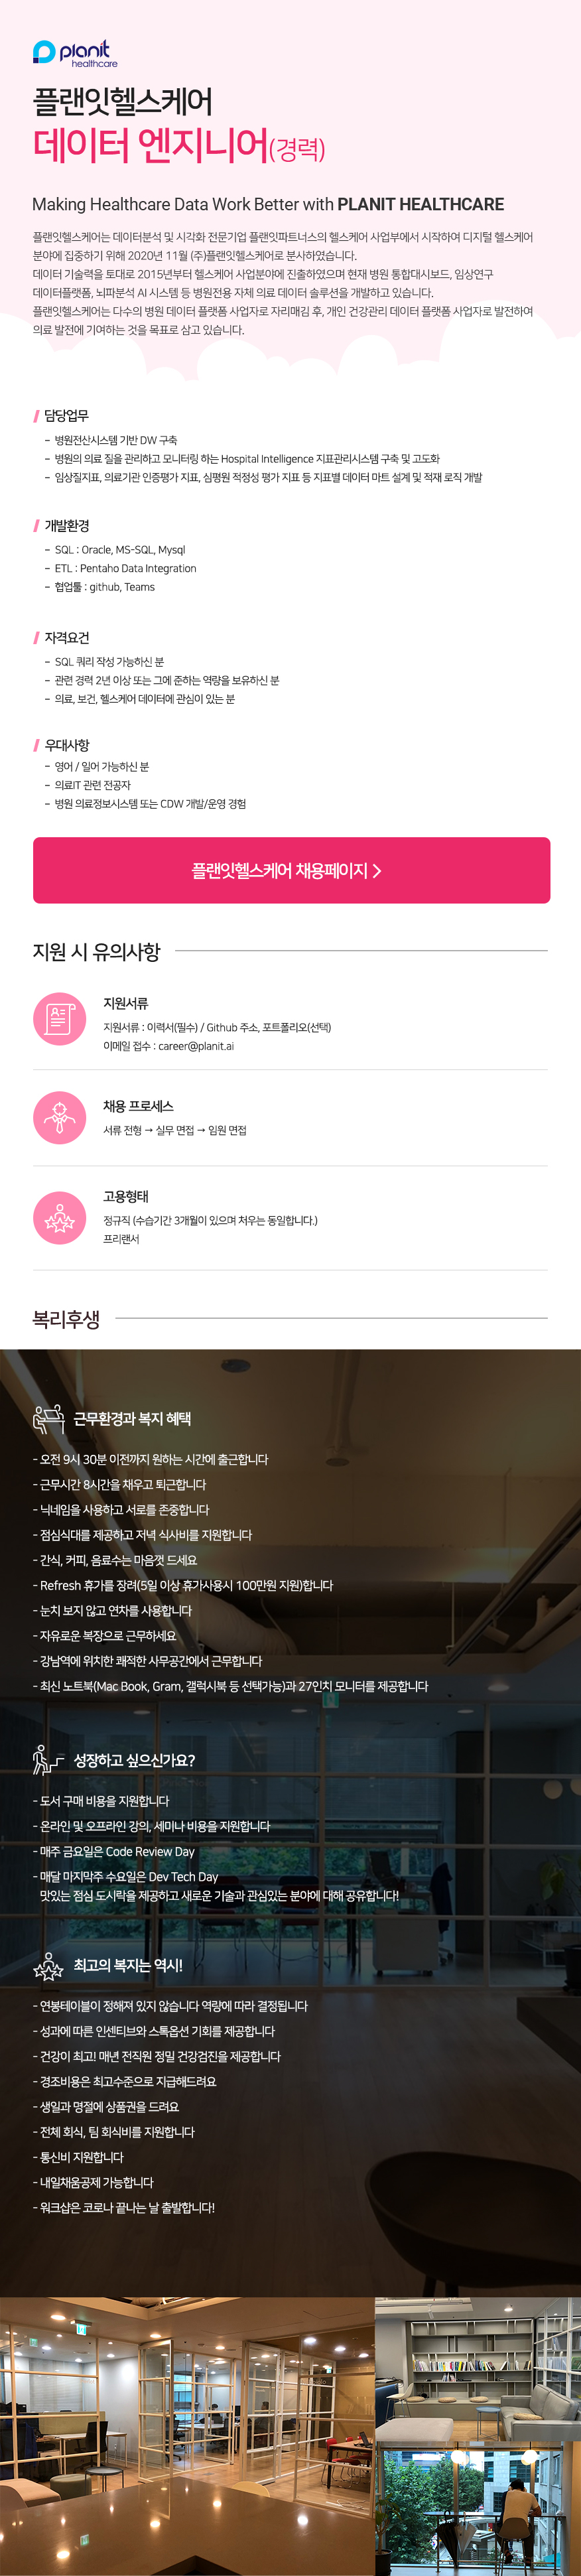 planit
healthcare
플랜잇헬스케어
데이터 엔지니어(경력)
Making Healthcare Data Work Better with PLANIT HEALTHCARE
플랜잇헬스케어는 데이터분석 및 시각화 전문기업 플랜잇파트너스의 헬스케어 사업부에서 시작하여 디지털 헬스케어
분야에 집중하기 위해 2020년 11월 (주)플랜잇헬스케어로 분사하였습니다.
데이터 기술력을 토대로 2015년부터 헬스케어 사업분야에 진출하였으며 현재 병원 통합대시보드, 임상연구
데이터플랫폼, 뇌파분석 AI 시스템 등 병원전용 자체 의료 데이터 솔루션을 개발하고 있습니다.
플랜잇헬스케어는 다수의 병원 데이터 플랫폼 사업자로 자리매김 후, 개인 건강관리 데이터 플랫폼 사업자로 발전하여
의료 발전에 기여하는 것을 목표로 삼고 있습니다.
담당업무
- 병원전산시스템 기반 DW 구축
- 병원의 의료 질을 관리하고 모니터링 하는 Hospital Intelligence 지표관리시스템 구축 및 고도화
- 임상질지표, 의료기관 인증평가 지표, 심평원 적정성 평가 지표 등 지표별 데이터 마트 설계 및 적재 로직 개발
개발환경
- SQL : Oracle, MS-SQL, Mysql
- ETL : Pentaho Data Integration
- 협업툴 : github, Teams
자격요건
- SQL 쿼리 작성 가능하신 분
- 관련 경력 2년 이상 또는 그에 준하는 역량을 보유하신 분
- 의료, 보건, 헬스케어 데이터에 관심이 있는 분
우대사항
- 영어 / 일어 가능하신 분
- 의료IT 관련 전공자
- 병원 의료정보시스템 또는 CDW 개발/운영 경험
플랜잇헬스케어 채용페이지 >
지원 시 유의사항
지원서류
지원서류 : 이력서(필수) / Github 주소, 포트폴리오(선택)
이메일 접수 : career@planit.ai
채용 프로세스
서류 전형 → 실무 면접 → 임원 면접
고용형태
정규직 (수습기간 3개월이 있으며 처우는 동일합니다.)
프리랜서
복리후생
근무환경과 복지 혜택
- 오전 9시 30분 이전까지 원하는 시간에 출근합니다
- 근무시간 8시간을 채우고 퇴근합니다
- 닉네임을 사용하고 서로를 존중합니다
- 점심식대를 제공하고 저녁 식사비를 지원합니다
- 간식, 커피, 음료수는 마음껏 드세요
- Refresh 휴가를 장려(5일 이상 휴가사용시 100만원 지원)합니다
- 눈치 보지 않고 연차를 사용합니다
- 자유로운 복장으로 근무하세요
- 강남역에 위치한 쾌적한 사무공간에서 근무합니다
- 최신 노트북(Mac Book, Gram, 갤럭시북 등 선택가능)과 27인치 모니터를 제공합니다
성장하고 싶으신가요?
- 도서 구매 비용을 지원합니다
- 온라인 및 오프라인 강의, 세미나 비용을 지원합니다
- 매주 금요일은 Code Review Day
- 매달 마지막주 수요일은 Dev Tech Day
맛있는 점심 도시락을 제공하고 새로운 기술과 관심있는 분야에 대해 공유합니다!
최고의 복지는 역시!
- 연봉테이블이 정해져 있지 않습니다 역량에 따라 결정됩니다
- 성과에 따른 인센티브와 스톡옵션 기회를 제공합니다
- 건강이 최고! 매년 전직원 정밀 건강검진을 제공합니다
- 경조비용은 최고수준으로 지급해드려요
- 생일과 명절에 상품권을 드려요
- 전체 회식, 팀 회식비를 지원합니다
- 통신비 지원합니다
- 내일채움공제 가능합니다
- 워크샵은 코로나 끝나는 날 출발합니다!